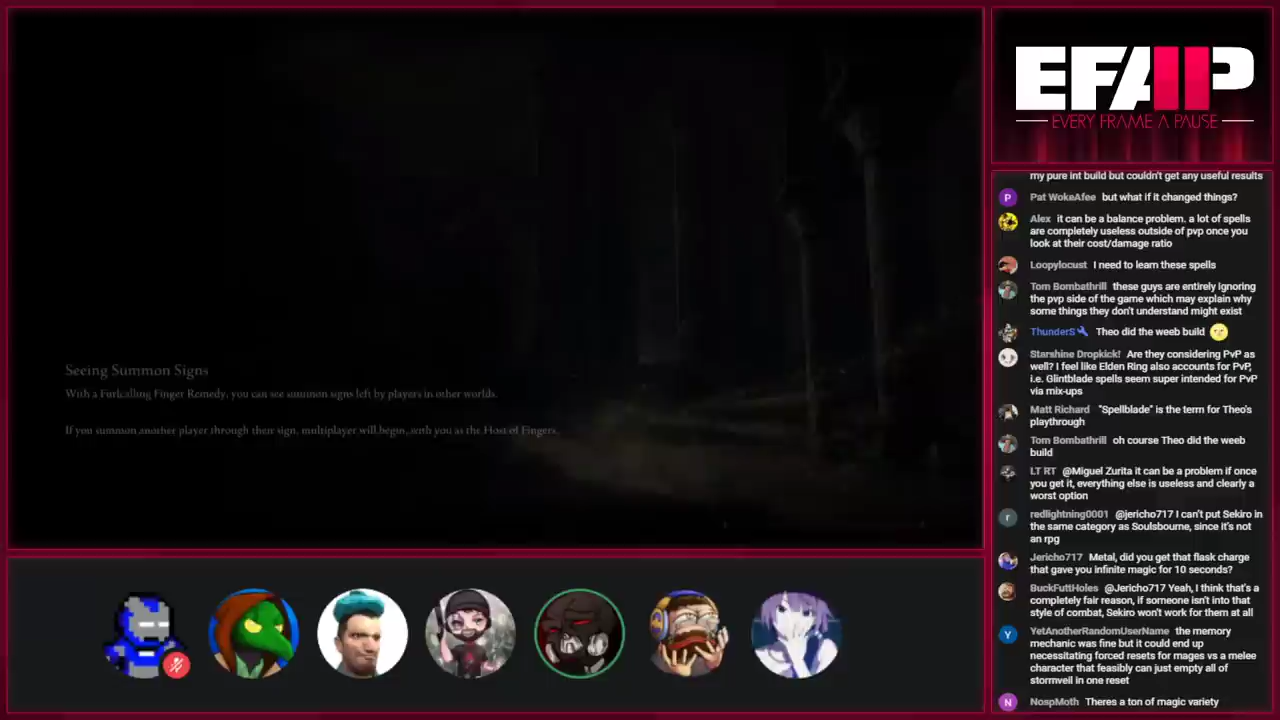 Seeing Summon Signs
With a Furlcalling Finger Remedy, you can see summon signs left by players in other worlds.
If you summon another player through their sign, multiplayer will begin, with you as the Host of Fingers.
EFAP
EVERY FRAME A PAUSE
my pure int build but couldn't get any useful results
P Pat WokeAfee but what if it changed things?
Alex it can be a balance problem. a lot of spells
are completely useless outside of pvp once you
look at their cost/damage ratio
Loopylocust I need to learn these spells
Tom Bombathrill these guys are entirely ignoring
the pvp side of the game which may explain why
some things they don't understand might exist
ThunderS Theo did the weeb build
Starshine Dropkick! Are they considering PvP as
well? I feel like Elden Ring also accounts for PvP,
i.e. Glintblade spells seem super intended for PvP
via mix-ups
Matt Richard "Spellblade" is the term for Theo's
playthrough
Tom Bombathrill oh course Theo did the weeb
build
LT RT @Miguel Zurita it can be a problem if once
you get it, everything else is useless and clearly a
worst option
r redlightning0001 @jericho717 I can't put Sekiro in
the same category as Soulsbourne, since it's not
an rpg
Jericho717 Metal, did you get that flask charge
that gave you infinite magic for 10 seconds?
BuckFuttHoles @Jericho717 Yeah, I think that's a
completely fair reason, if someone isn't into that
style of combat, Sekiro won't work for them at all
Y YetAnotherRandomUserName the memory
mechanic was fine but it could end up
necessitating forced resets for mages vs a melee
character that feasibly can just empty all of
stormveil in one reset
N NospMoth Theres a ton of magic variety